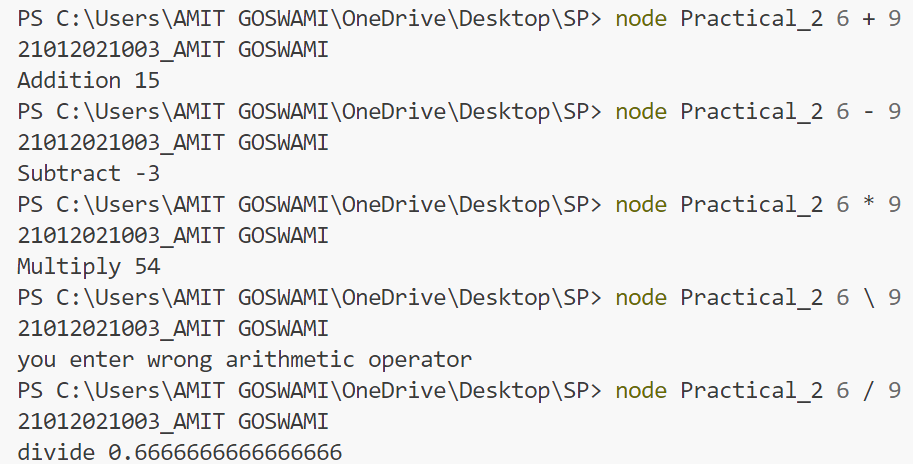 PS C:\Users\AMIT GOSWAMI\OneDrive\Desktop\SP> node Practical_2 6 + 9
21012021003_AMIT GOSWAMI
Addition 15
PS C:\Users\AMIT GOSWAMI\OneDrive\Desktop\SP> node Practical_2 6 - 9
21012021003_AMIT GOSWAMI
Subtract -3
PS C:\Users\AMIT GOSWAMI\OneDrive\Desktop\SP> node Practical_2 6 * 9
21012021003_AMIT GOSWAMI
Multiply 54
PS C:\Users\AMIT GOSWAMI\OneDrive\Desktop\SP> node Practical_2 6 \ 9
21012021003_AMIT GOSWAMI
you enter wrong arithmetic operator
PS C:\Users\AMIT GOSWAMI\OneDrive\Desktop\SP> node Practical_2 6 / 9
21012021003_AMIT GOSWAMI
divide 0.6666666666666666